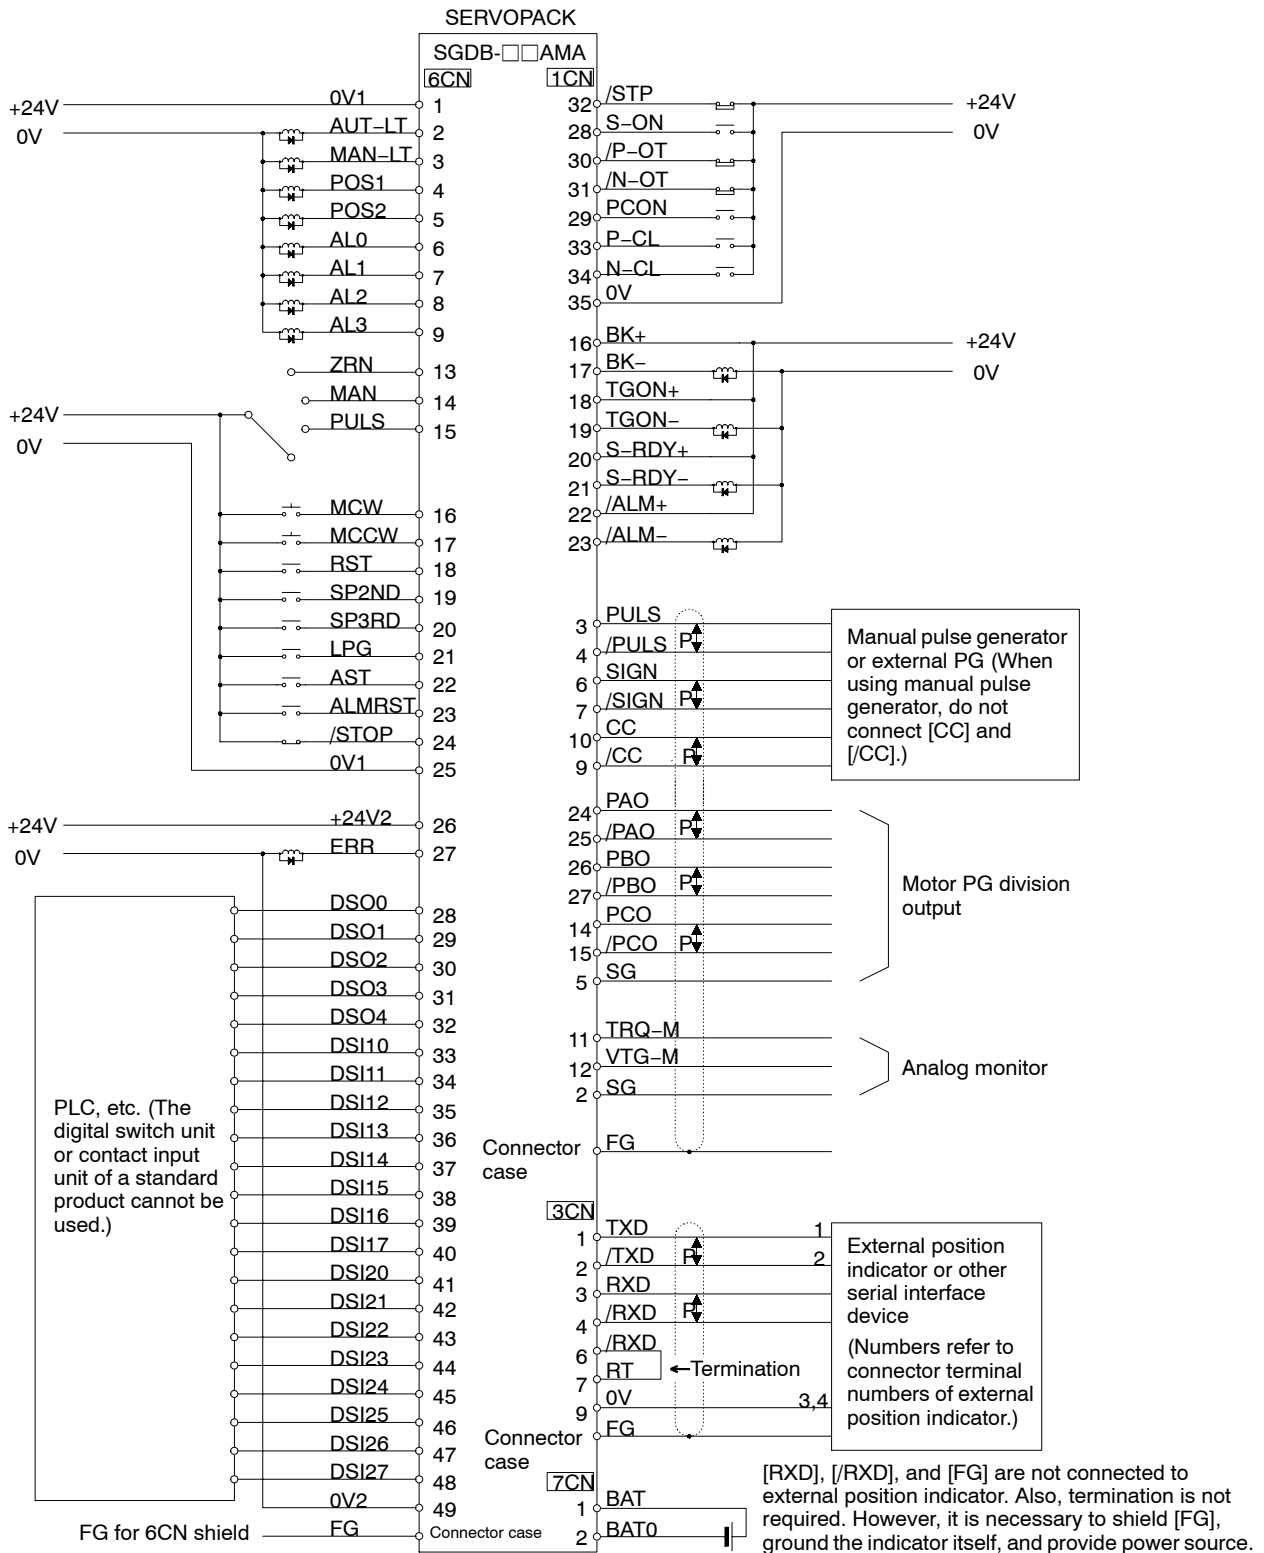 SERVOPACK
SGDB-□□AMA
6CN
+24V
0V1
1
0V
AUT−LT
2
MAN−LT
3
POS1
4
POS2
5
AL0
6
AL1
7
AL2
8
AL3
9
ZRN
13
MAN
14
+24V
PULS
15
0V
MCW
16
MCCW
17
RST
18
SP2ND
19
SP3RD
20
LPG
21
AST
22
ALMRST
23
/STOP
24
0V1
25
+24V
+24V2
26
0V
ERR
27
DSO0
28
DSO1
29
DSO2
30
DSO3
31
DSO4
32
DSI10
33
DSI11
34
DSI12
35
DSI13
36
DSI14
37
DSI15
38
DSI16
39
DSI17
40
DSI20
41
DSI21
42
DSI22
43
DSI23
44
DSI24
45
DSI25
46
DSI26
47
DSI27
48
0V2
49
PLC, etc. (The
digital switch unit
or contact input
unit of a standard
product cannot be
used.)
FG for 6CN shield
FG
Connector case
1CN
32
/STP
+24V
28
S−ON
0V
30
/P−OT
31
/N−OT
29
PCON
33
P−CL
34
N−CL
35
0V
16
BK+
+24V
17
BK−
0V
18
TGON+
19
TGON−
20
S−RDY+
21
S−RDY−
22
/ALM+
23
/ALM−
3
PULS
P
4
/PULS
6
SIGN
P
7
/SIGN
10
CC
P
9
/CC
Manual pulse generator
or external PG (When
using manual pulse
generator, do not
connect [CC] and
[/CC].)
24
PAO
P
25
/PAO
26
PBO
P
27
/PBO
14
PCO
P
15
/PCO
5
SG
Motor PG division
output
11
TRQ−M
12
VTG−M
2
SG
Analog monitor
Connector
case
FG
3CN
1
TXD
1
P
2
/TXD
2
3
RXD
P
4
/RXD
6
/RXD
7
RT
Termination
9
0V
3,4
Connector
case
FG
External position
indicator or other
serial interface
device
(Numbers refer to
connector terminal
numbers of external
position indicator.)
7CN
1
BAT
2
BAT0
[RXD], [/RXD], and [FG] are not connected to
external position indicator. Also, termination is not
required. However, it is necessary to shield [FG],
ground the indicator itself, and provide power source.